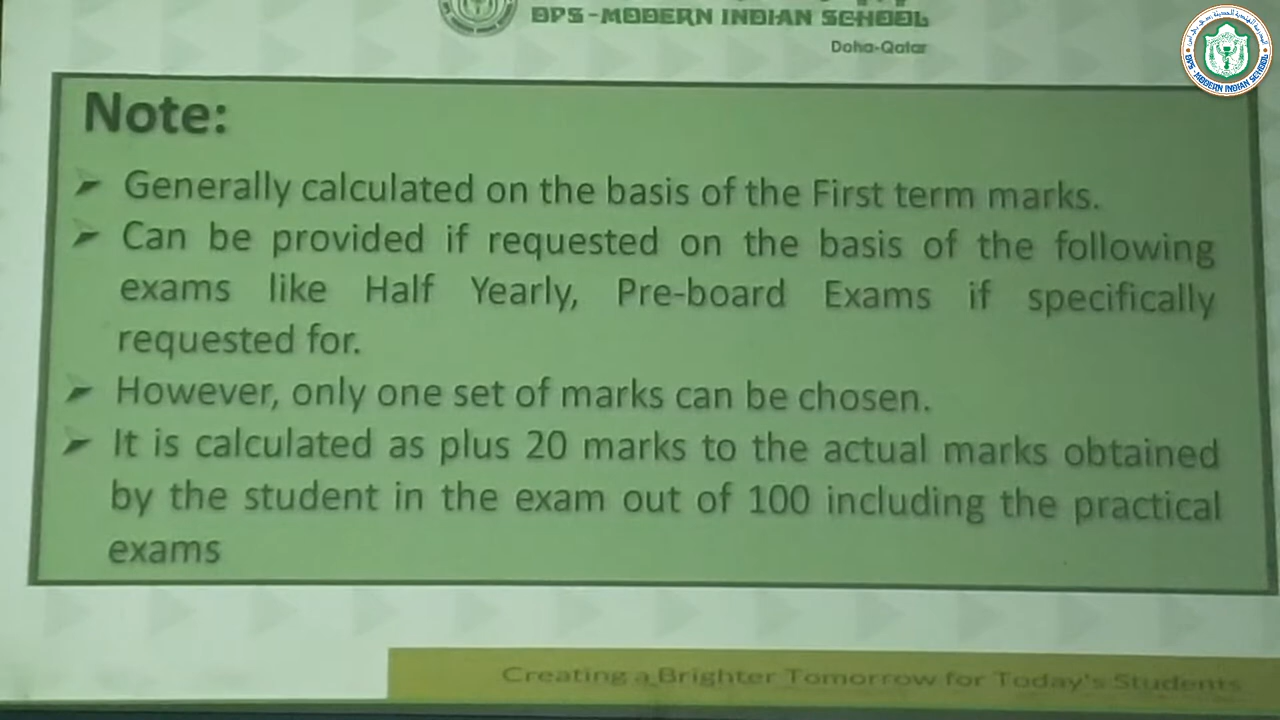 DPS-MODERN INDIAN SCHOOL
Doha-Qatar
DPS-MODERN INDIAN SCHOOL
Note:
➤ Generally calculated on the basis of the First term marks.
➤ Can be provided if requested on the basis of the following
exams like Half Yearly, Pre-board Exams if specifically
requested for.
➤ However, only one set of marks can be chosen.
➤ It is calculated as plus 20 marks to the actual marks obtained
by the student in the exam out of 100 including the practical
exams
Creating a Brighter Tomorrow for Today's Students